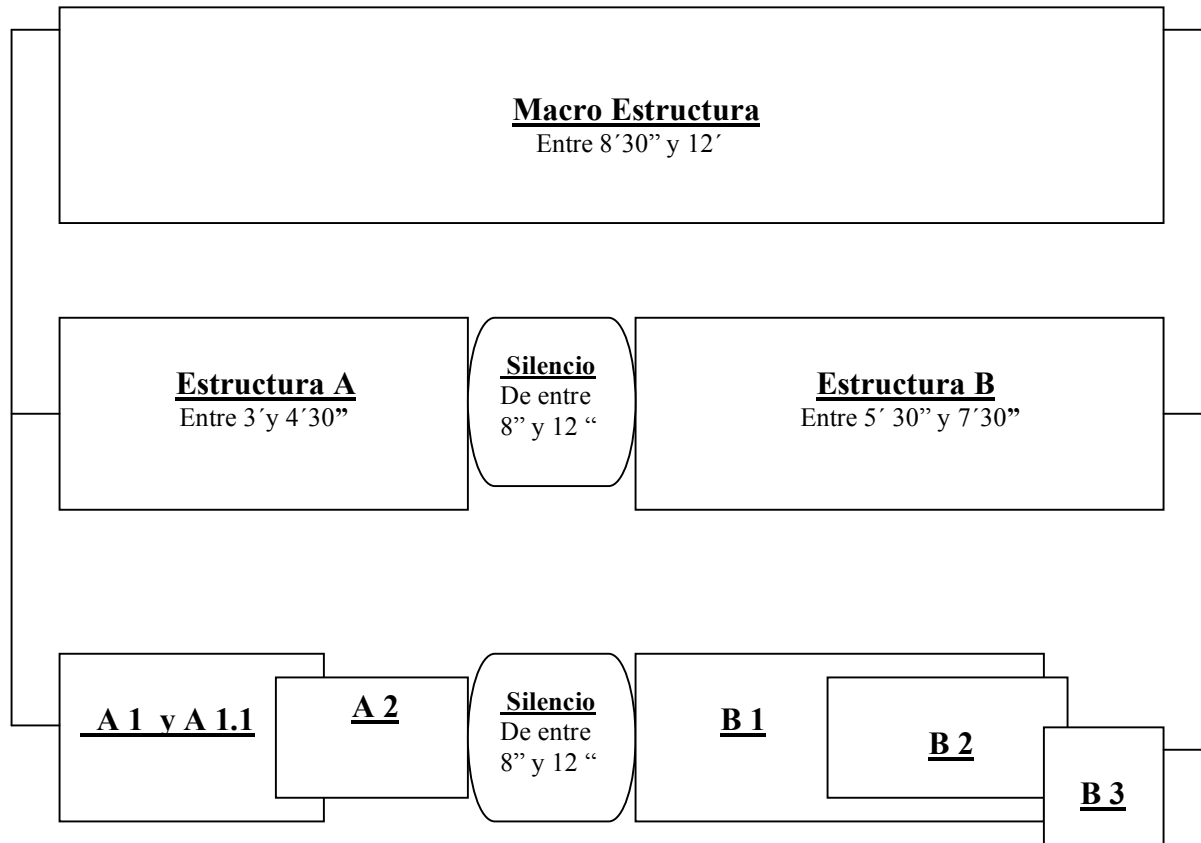 Macro Estructura
Entre 8´30” y 12´
Estructura A
Entre 3´y 4´30”
Silencio
De entre
8” y 12 “
Estructura B
Entre 5´ 30” y 7´30”
A 1 y A 1.1
A 2
Silencio
De entre
8” y 12 “
B 1
B 2
B 3